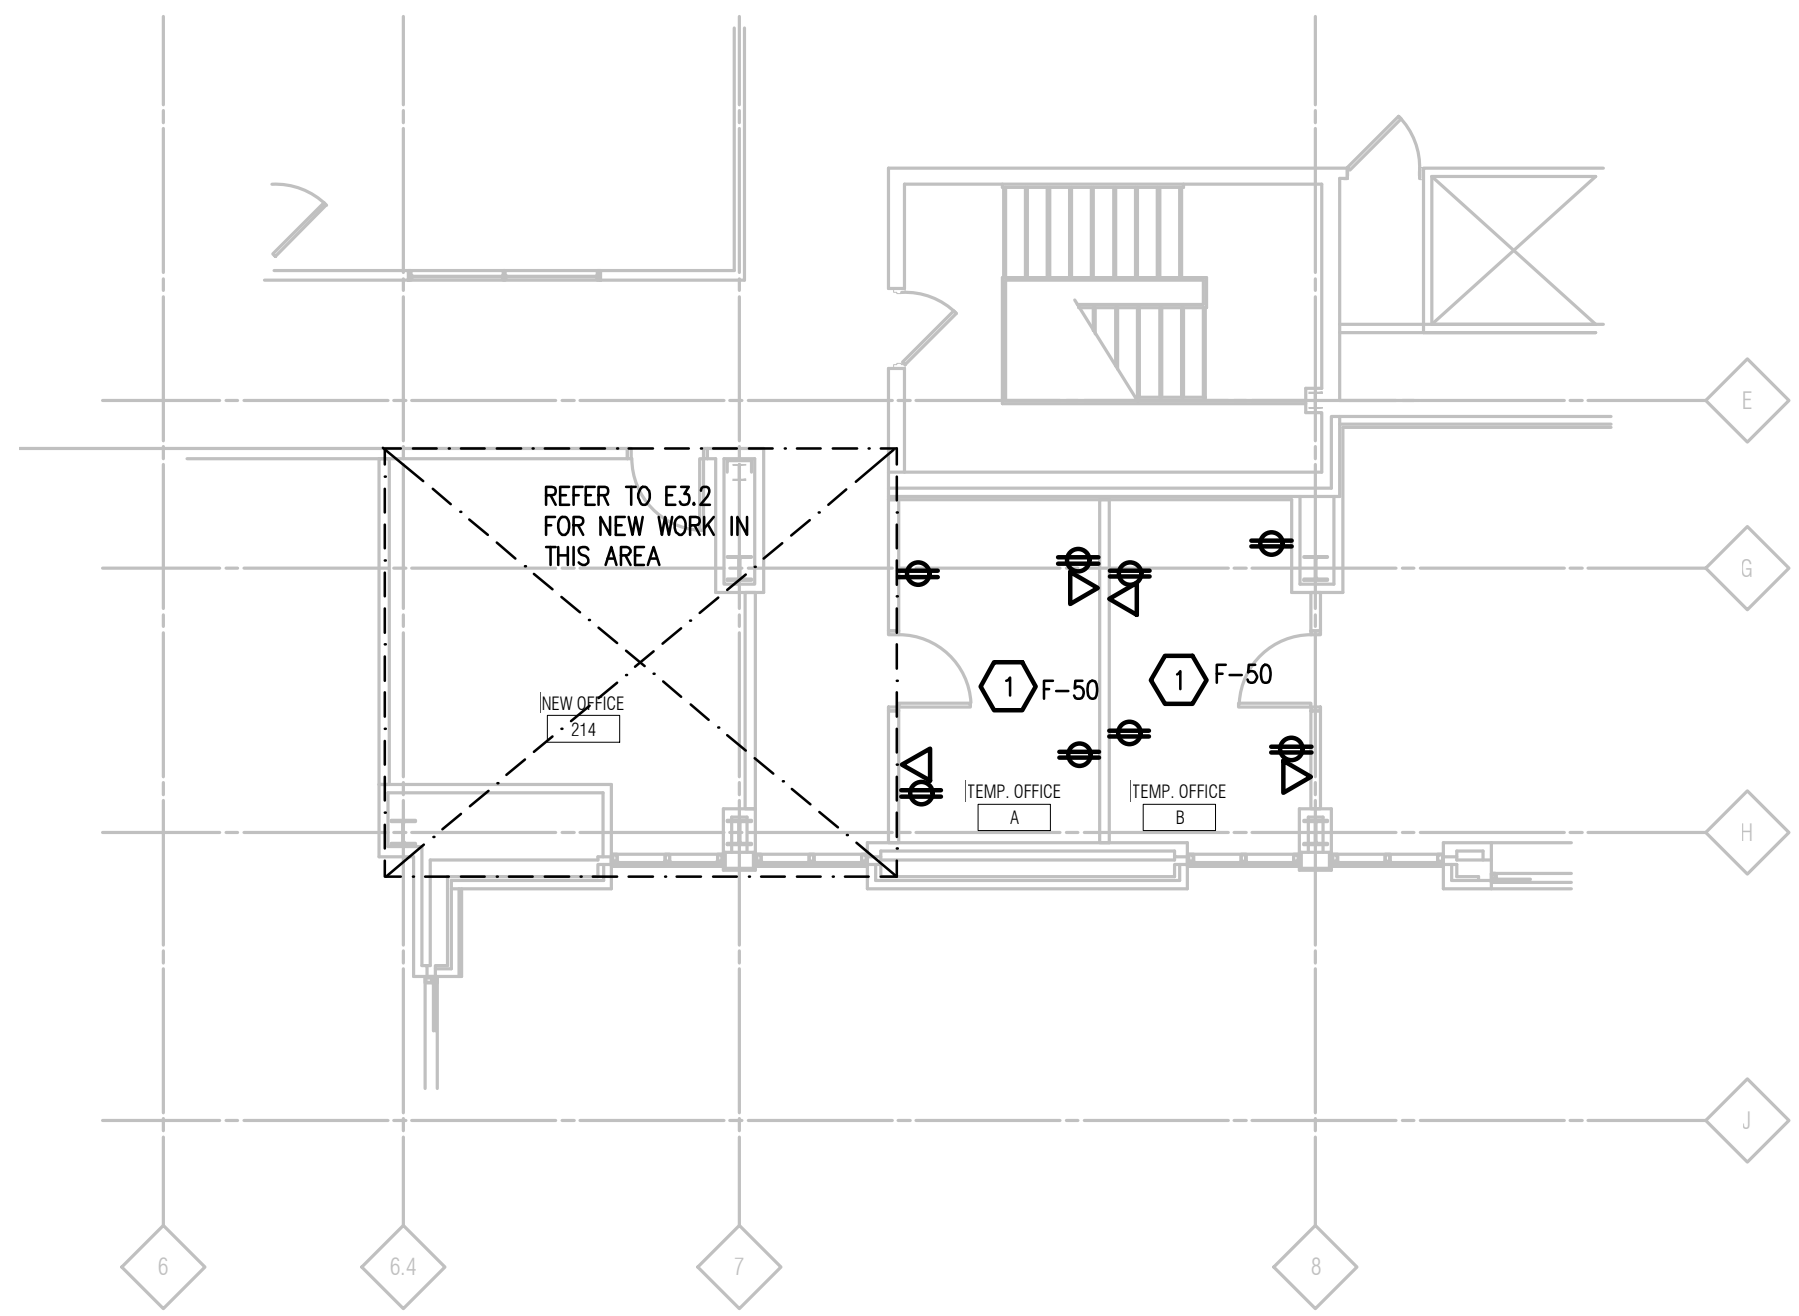 E
REFER TO E3.2
FOR NEW WORK IN
THIS AREA
G
1 F-50
1 F-50
NEW OFFICE
214
TEMP. OFFICE
A
TEMP. OFFICE
B
H
J
6
6.4
7
8